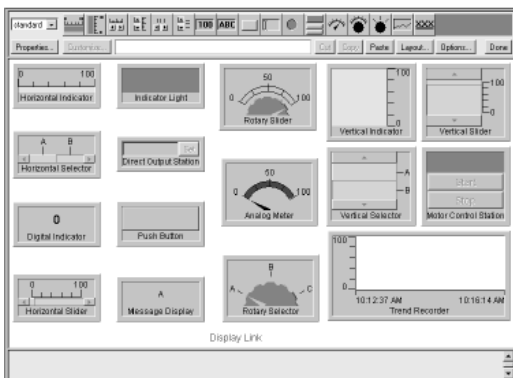 standard 100 ABC
Properties... Customize... Cut Copy Paste Layout... Options... Done
0 100
Horizontal Indicator
Indicator Light
0 50 100
Rotary Slider
100
0
Vertical Indicator
100
0
Vertical Slider
A B
Horizontal Selector
Set
Direct Output Station
0 50 100
Analog Meter
A
B
Vertical Selector
Start
Stop
Motor Control Station
0
Digital Indicator
Push Button
0 100
Horizontal Slider
A
Message Display
A B C
Rotary Selector
100
0
10:12:37 AM 10:16:14 AM
Trend Recorder
Display Link